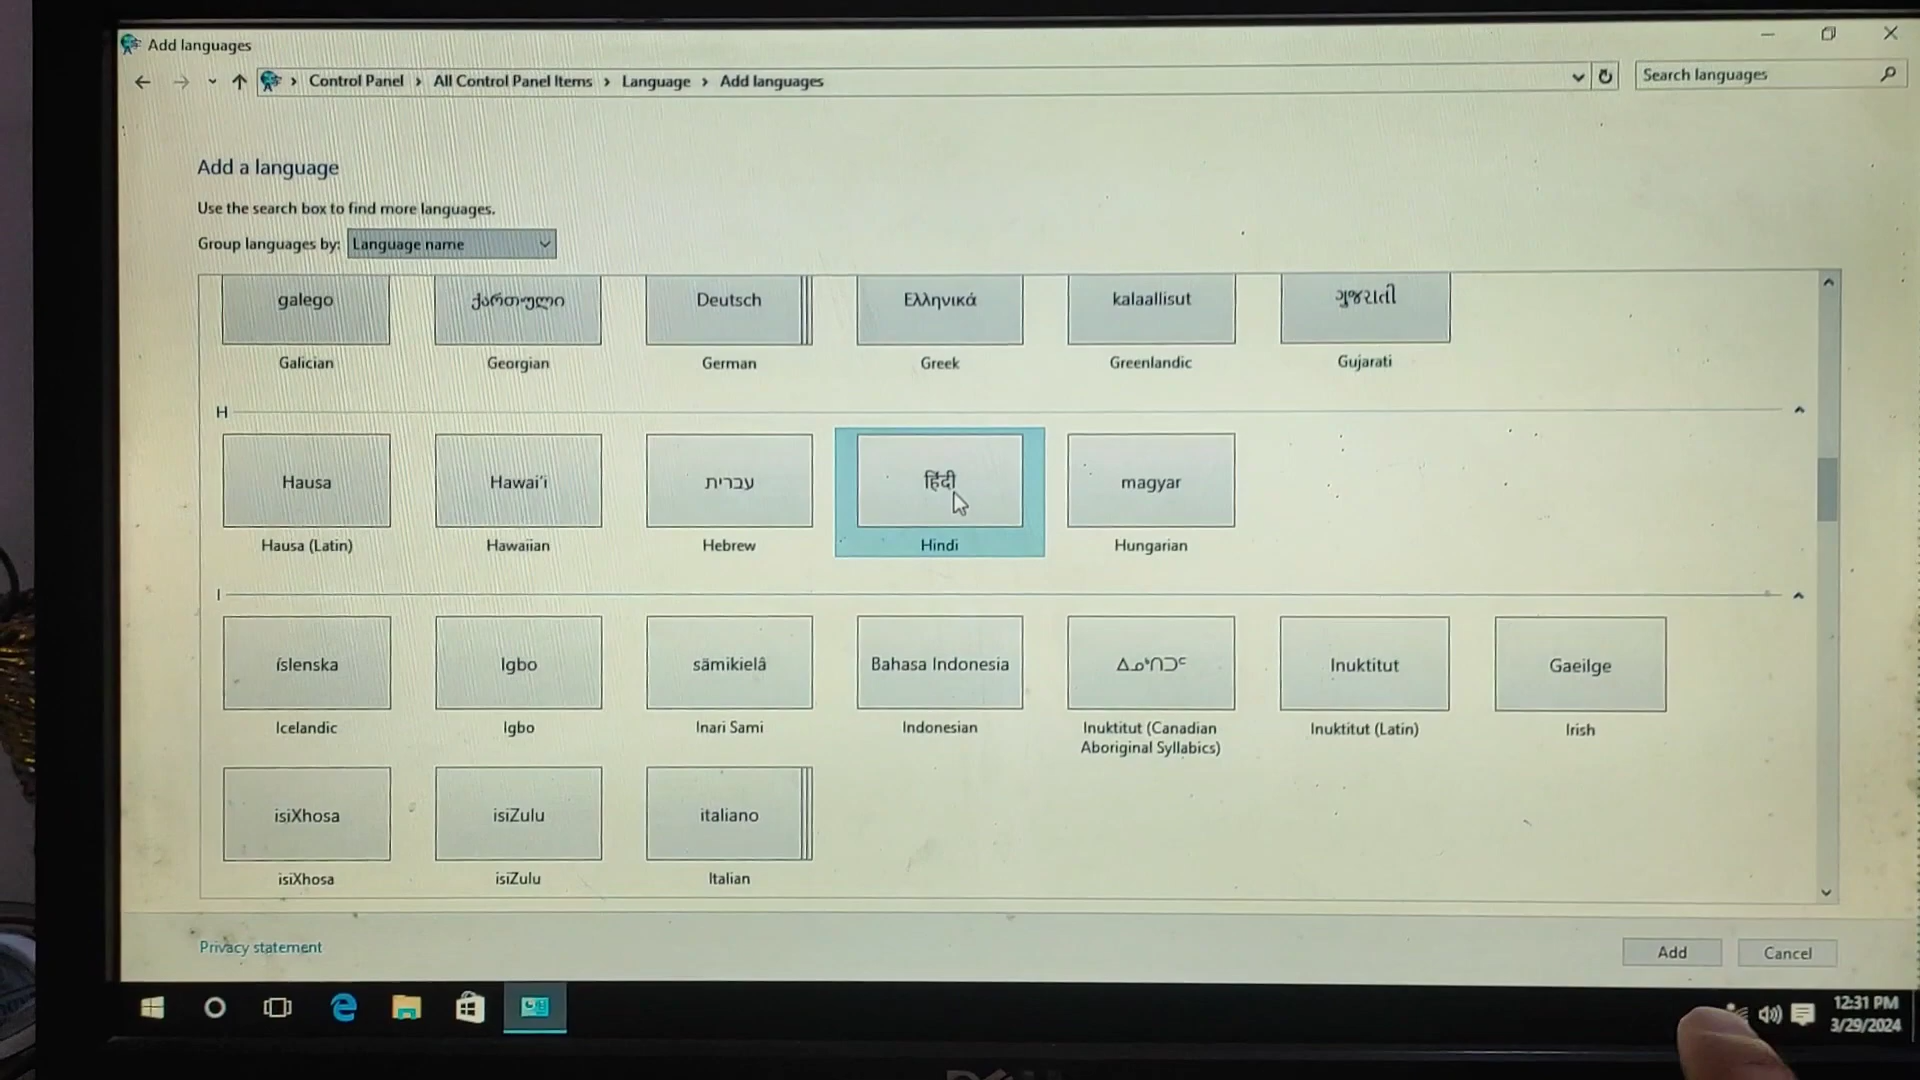 Add languages
Control Panel > All Control Panel Items > Language > Add languages
Search languages
Add a language
Use the search box to find more languages.
Group languages by: Language name
galego ქართული Deutsch Ελληνικά kalaallisut ગુજરાતી
Galician Georgian German Greek Greenlandic Gujarati
H
Hausa Hawaiʻi עברית हिंदी magyar
Hausa (Latin) Hawaiian Hebrew Hindi Hungarian
I
íslenska Igbo sämikielâ Bahasa Indonesia ᐃᓄᒃᑎᑐᑦ Inuktitut Gaeilge
Icelandic Igbo Inari Sami Indonesian Inuktitut (Canadian Aboriginal Syllabics) Inuktitut (Latin) Irish
isiXhosa isiZulu italiano
isiXhosa isiZulu Italian
Privacy statement
Add Cancel
12:31 PM
3/29/2024